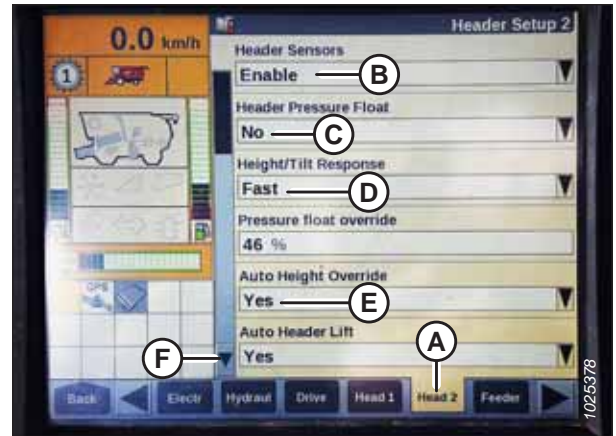 Header Setup 2
0.0 km/h
Header Sensors
1
Enable
B
Header Pressure Float
No
C
Height/Tilt Response
Fast
D
Pressure float override
46 %
Auto Height Override
GPS
Yes
E
Auto Header Lift
A
F
Yes
Back Electr Hydraul Drive Head 1 Head 2 Feeder
1025378